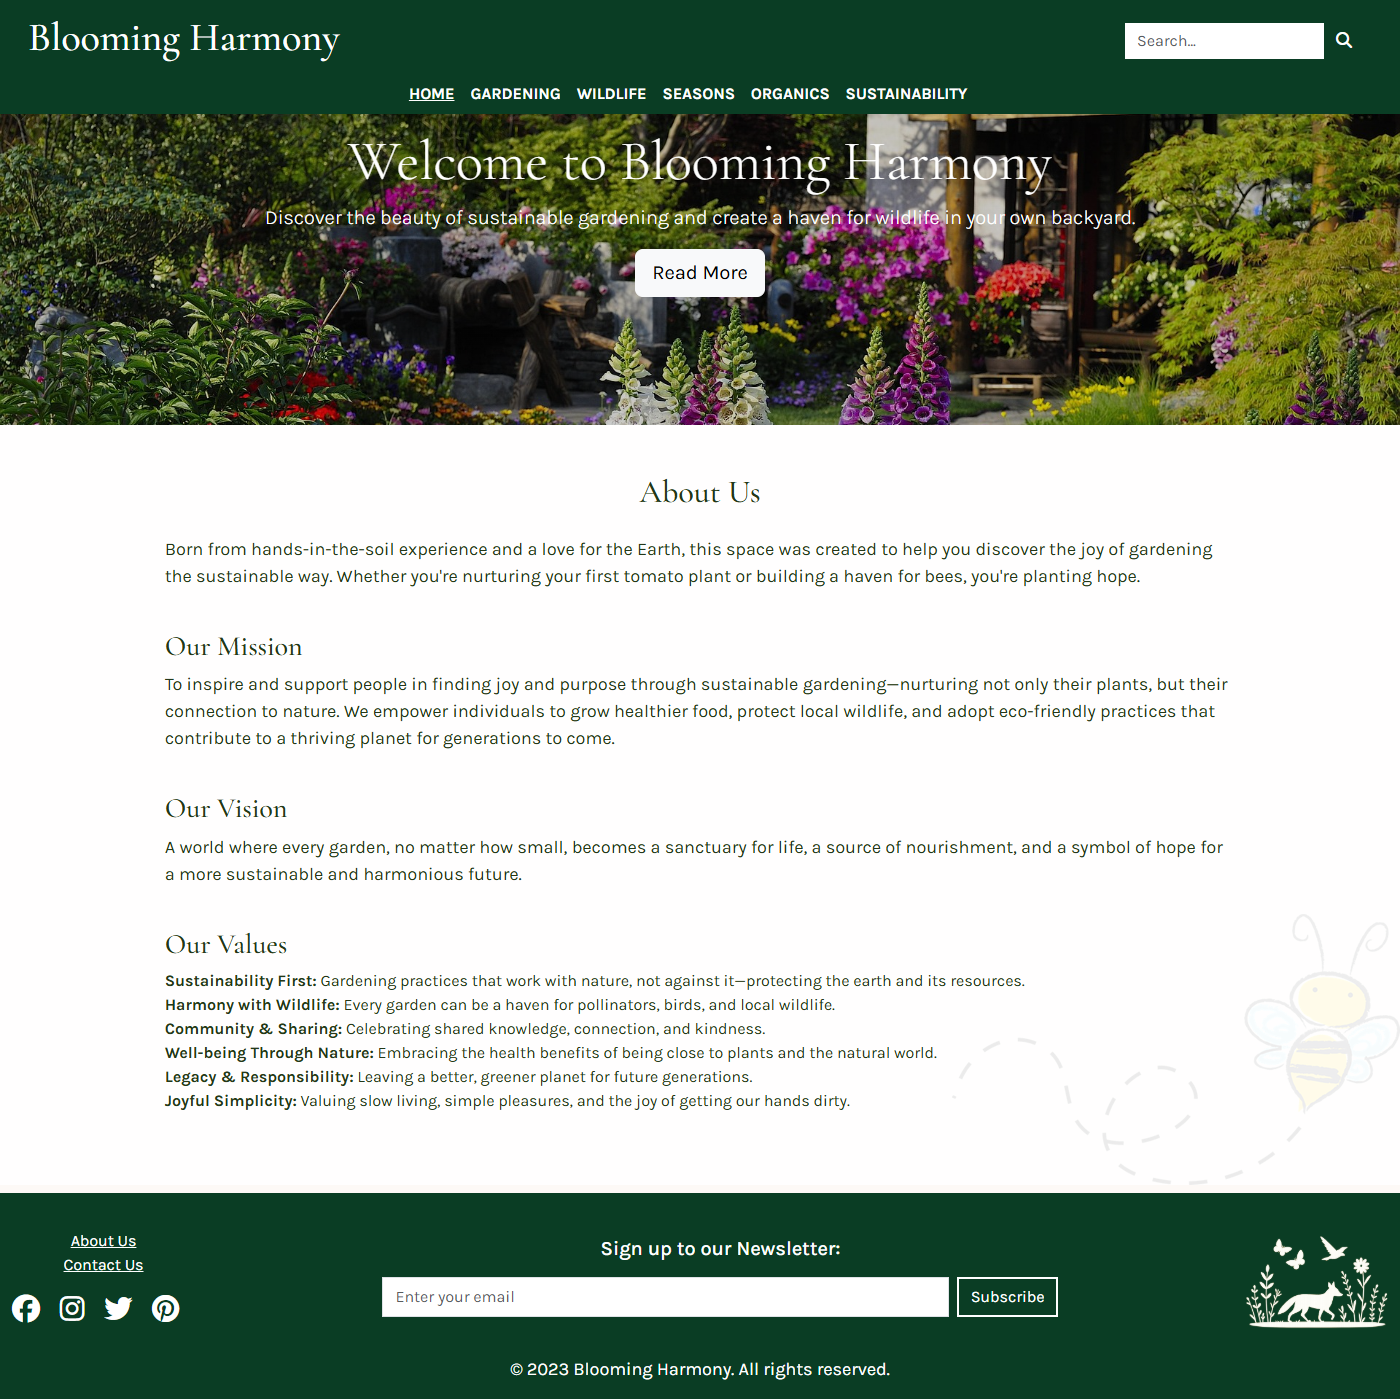 Blooming Harmony
Search...
HOME GARDENING WILDLIFE SEASONS ORGANICS SUSTAINABILITY
Welcome to Blooming Harmony
Discover the beauty of sustainable gardening and create a haven for wildlife in your own backyard.
Read More
About Us
Born from hands-in-the-soil experience and a love for the Earth, this space was created to help you discover the joy of gardening
the sustainable way. Whether you're nurturing your first tomato plant or building a haven for bees, you're planting hope.
Our Mission
To inspire and support people in finding joy and purpose through sustainable gardening—nurturing not only their plants, but their
connection to nature. We empower individuals to grow healthier food, protect local wildlife, and adopt eco-friendly practices that
contribute to a thriving planet for generations to come.
Our Vision
A world where every garden, no matter how small, becomes a sanctuary for life, a source of nourishment, and a symbol of hope for
a more sustainable and harmonious future.
Our Values
Sustainability First: Gardening practices that work with nature, not against it—protecting the earth and its resources.
Harmony with Wildlife: Every garden can be a haven for pollinators, birds, and local wildlife.
Community & Sharing: Celebrating shared knowledge, connection, and kindness.
Well-being Through Nature: Embracing the health benefits of being close to plants and the natural world.
Legacy & Responsibility: Leaving a better, greener planet for future generations.
Joyful Simplicity: Valuing slow living, simple pleasures, and the joy of getting our hands dirty.
About Us
Contact Us
Sign up to our Newsletter:
Enter your email
Subscribe
© 2023 Blooming Harmony. All rights reserved.